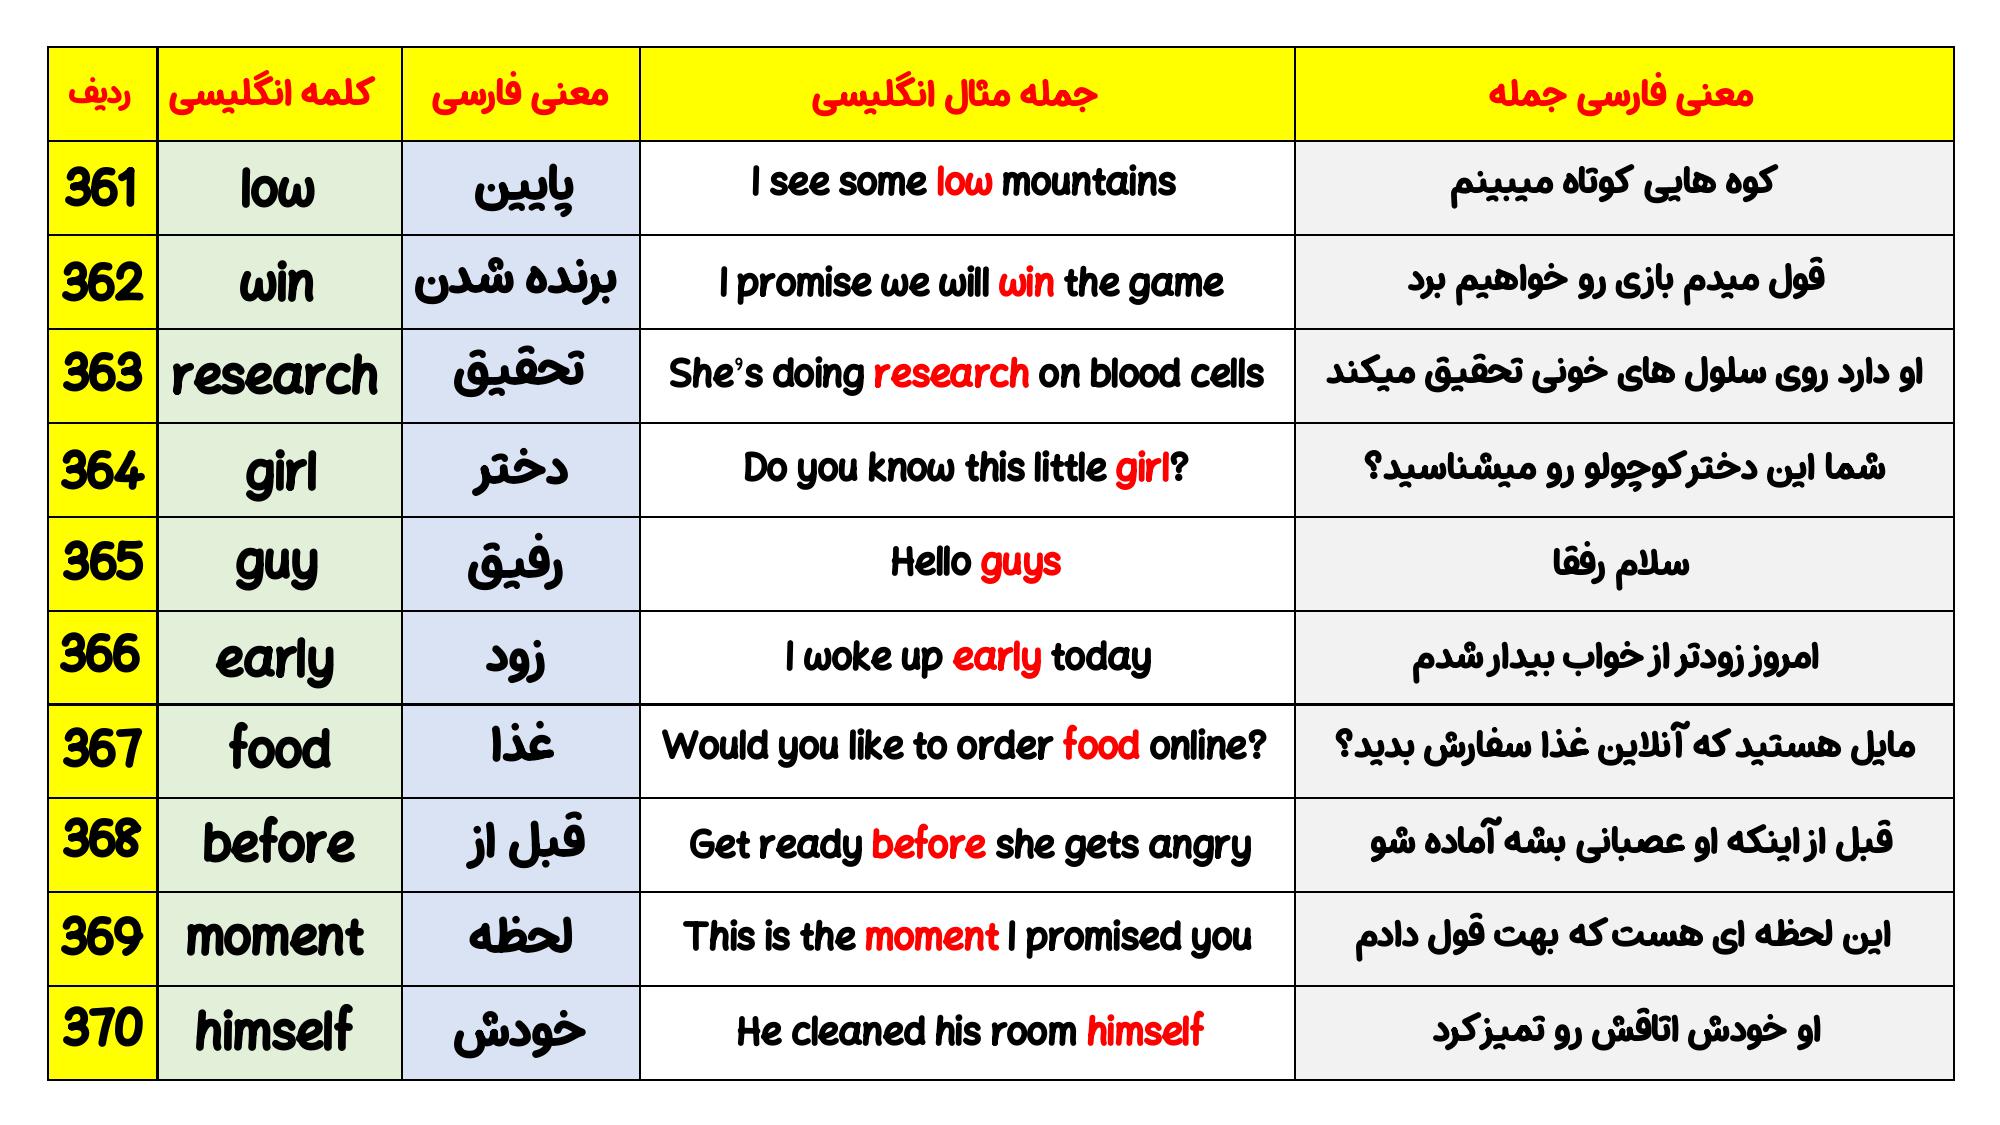 ردیف کلمه انگلیسی معنی فارسی جمله مثال انگلیسی معنی فارسی جمله
361 low پایین I see some low mountains کوه هایی کوتاه میبینم
362 win برنده شدن I promise we will win the game قول میدم بازی رو خواهیم برد
363 research تحقیق She's doing research on blood cells او دارد روی سلول های خونی تحقیق میکند
364 girl دختر Do you know this little girl? شما این دخترکوچولو رو میشناسید؟
365 guy رفیق Hello guys سلام رفقا
366 early زود I woke up early today امروز زودتر از خواب بیدار شدم
367 food غذا Would you like to order food online? مایل هستید که آنلاین غذا سفارش بدید؟
368 before قبل از Get ready before she gets angry قبل از اینکه او عصبانی بشه آماده شو
369 moment لحظه This is the moment I promised you این لحظه ای هست که بهت قول دادم
370 himself خودش He cleaned his room himself او خودش اتاقش رو تمیزکرد